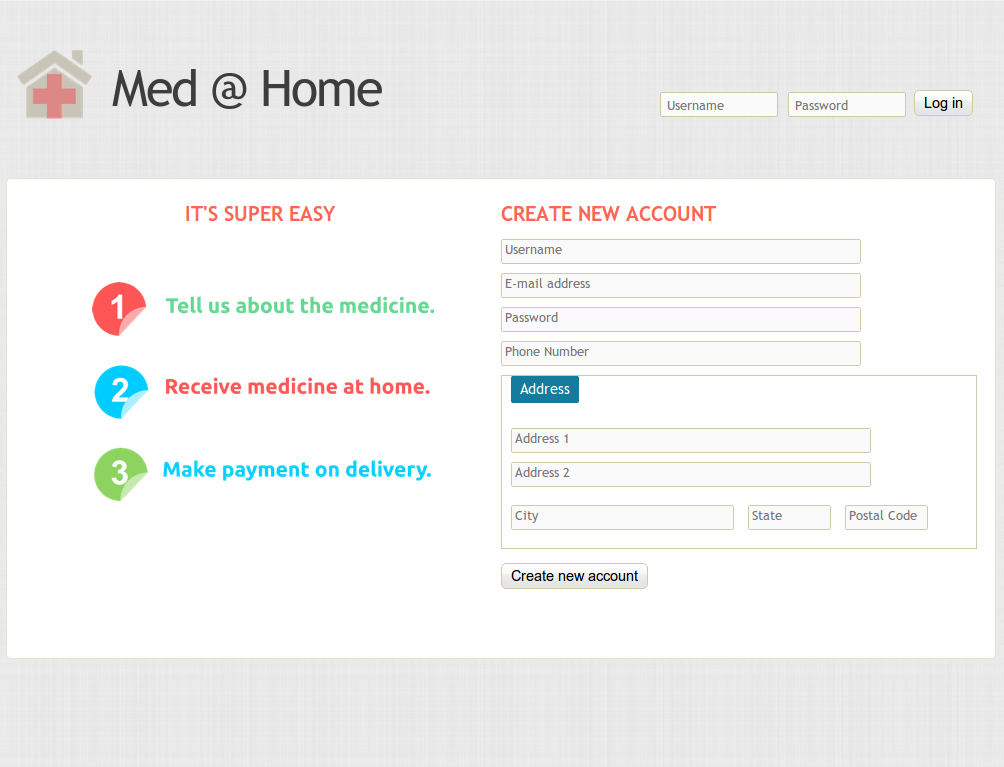 Med @ Home
Username Password Log in
IT'S SUPER EASY
1 Tell us about the medicine.
2 Receive medicine at home.
3 Make payment on delivery.
CREATE NEW ACCOUNT
Username
E-mail address
Password
Phone Number
Address
Address 1
Address 2
City State Postal Code
Create new account